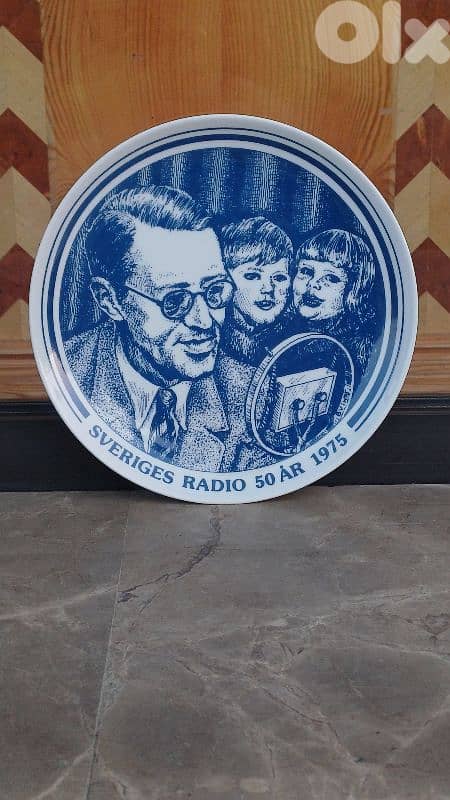 OLX
SVERIGES RADIO 50 ÅR 1975